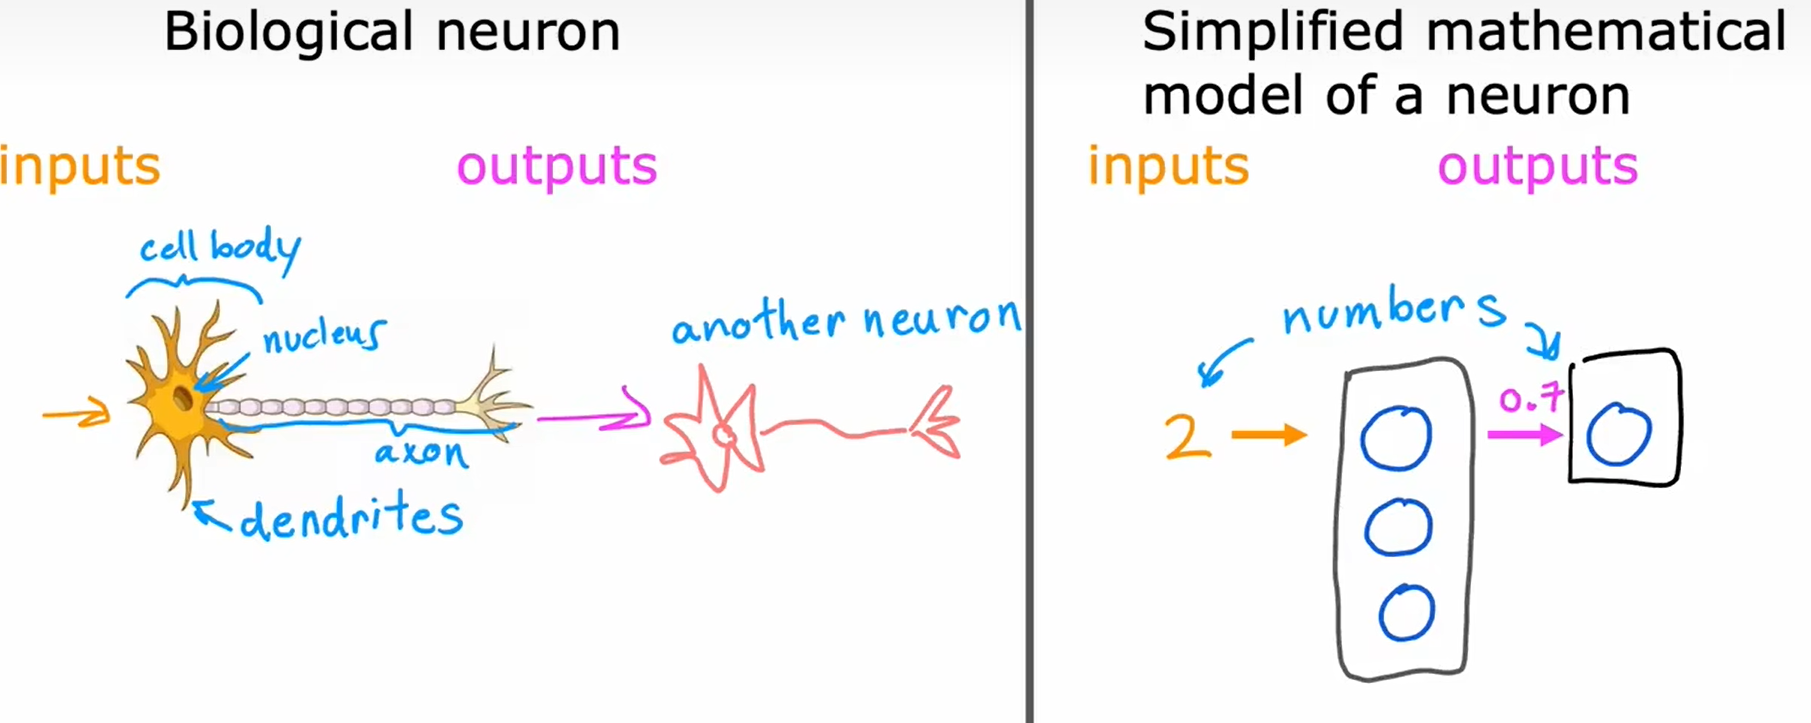 Biological neuron
inputs
outputs
cell body
nucleus
another neuron
axon
dendrites
Simplified mathematical
model of a neuron
inputs
outputs
numbers
2
0.7